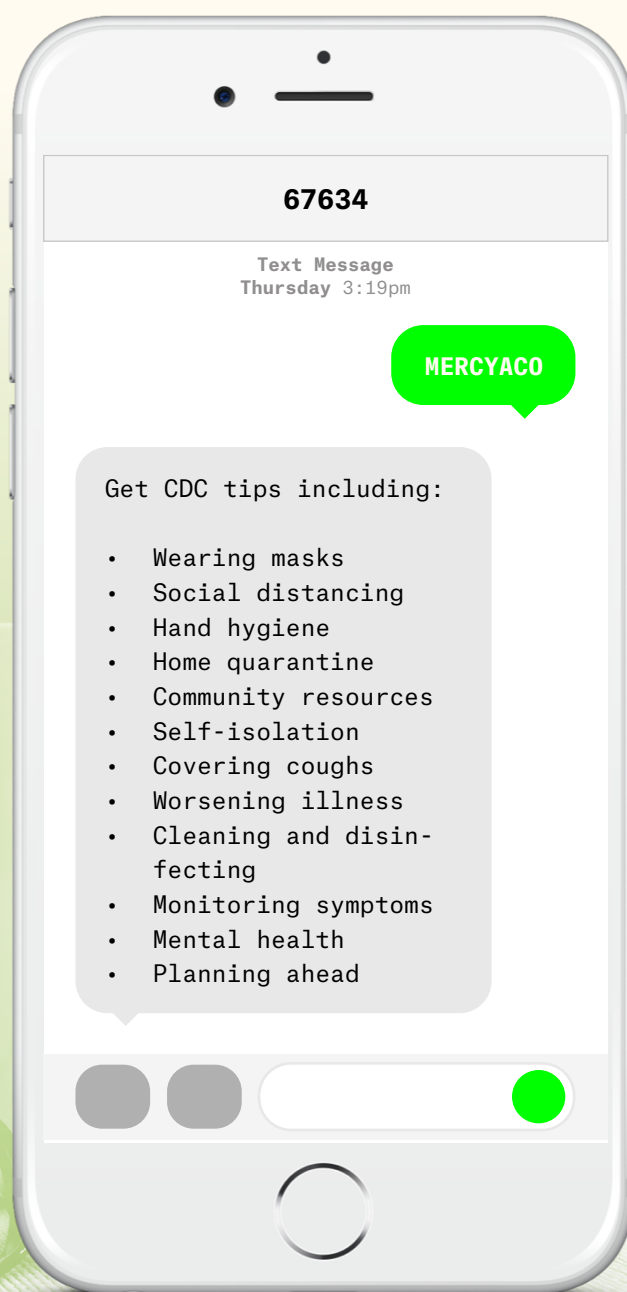 67634
Text Message
Thursday 3:19pm
MERCYACO
Get CDC tips including:
• Wearing masks
• Social distancing
• Hand hygiene
• Home quarantine
• Community resources
• Self-isolation
• Covering coughs
• Worsening illness
• Cleaning and disin-
fecting
• Monitoring symptoms
• Mental health
• Planning ahead